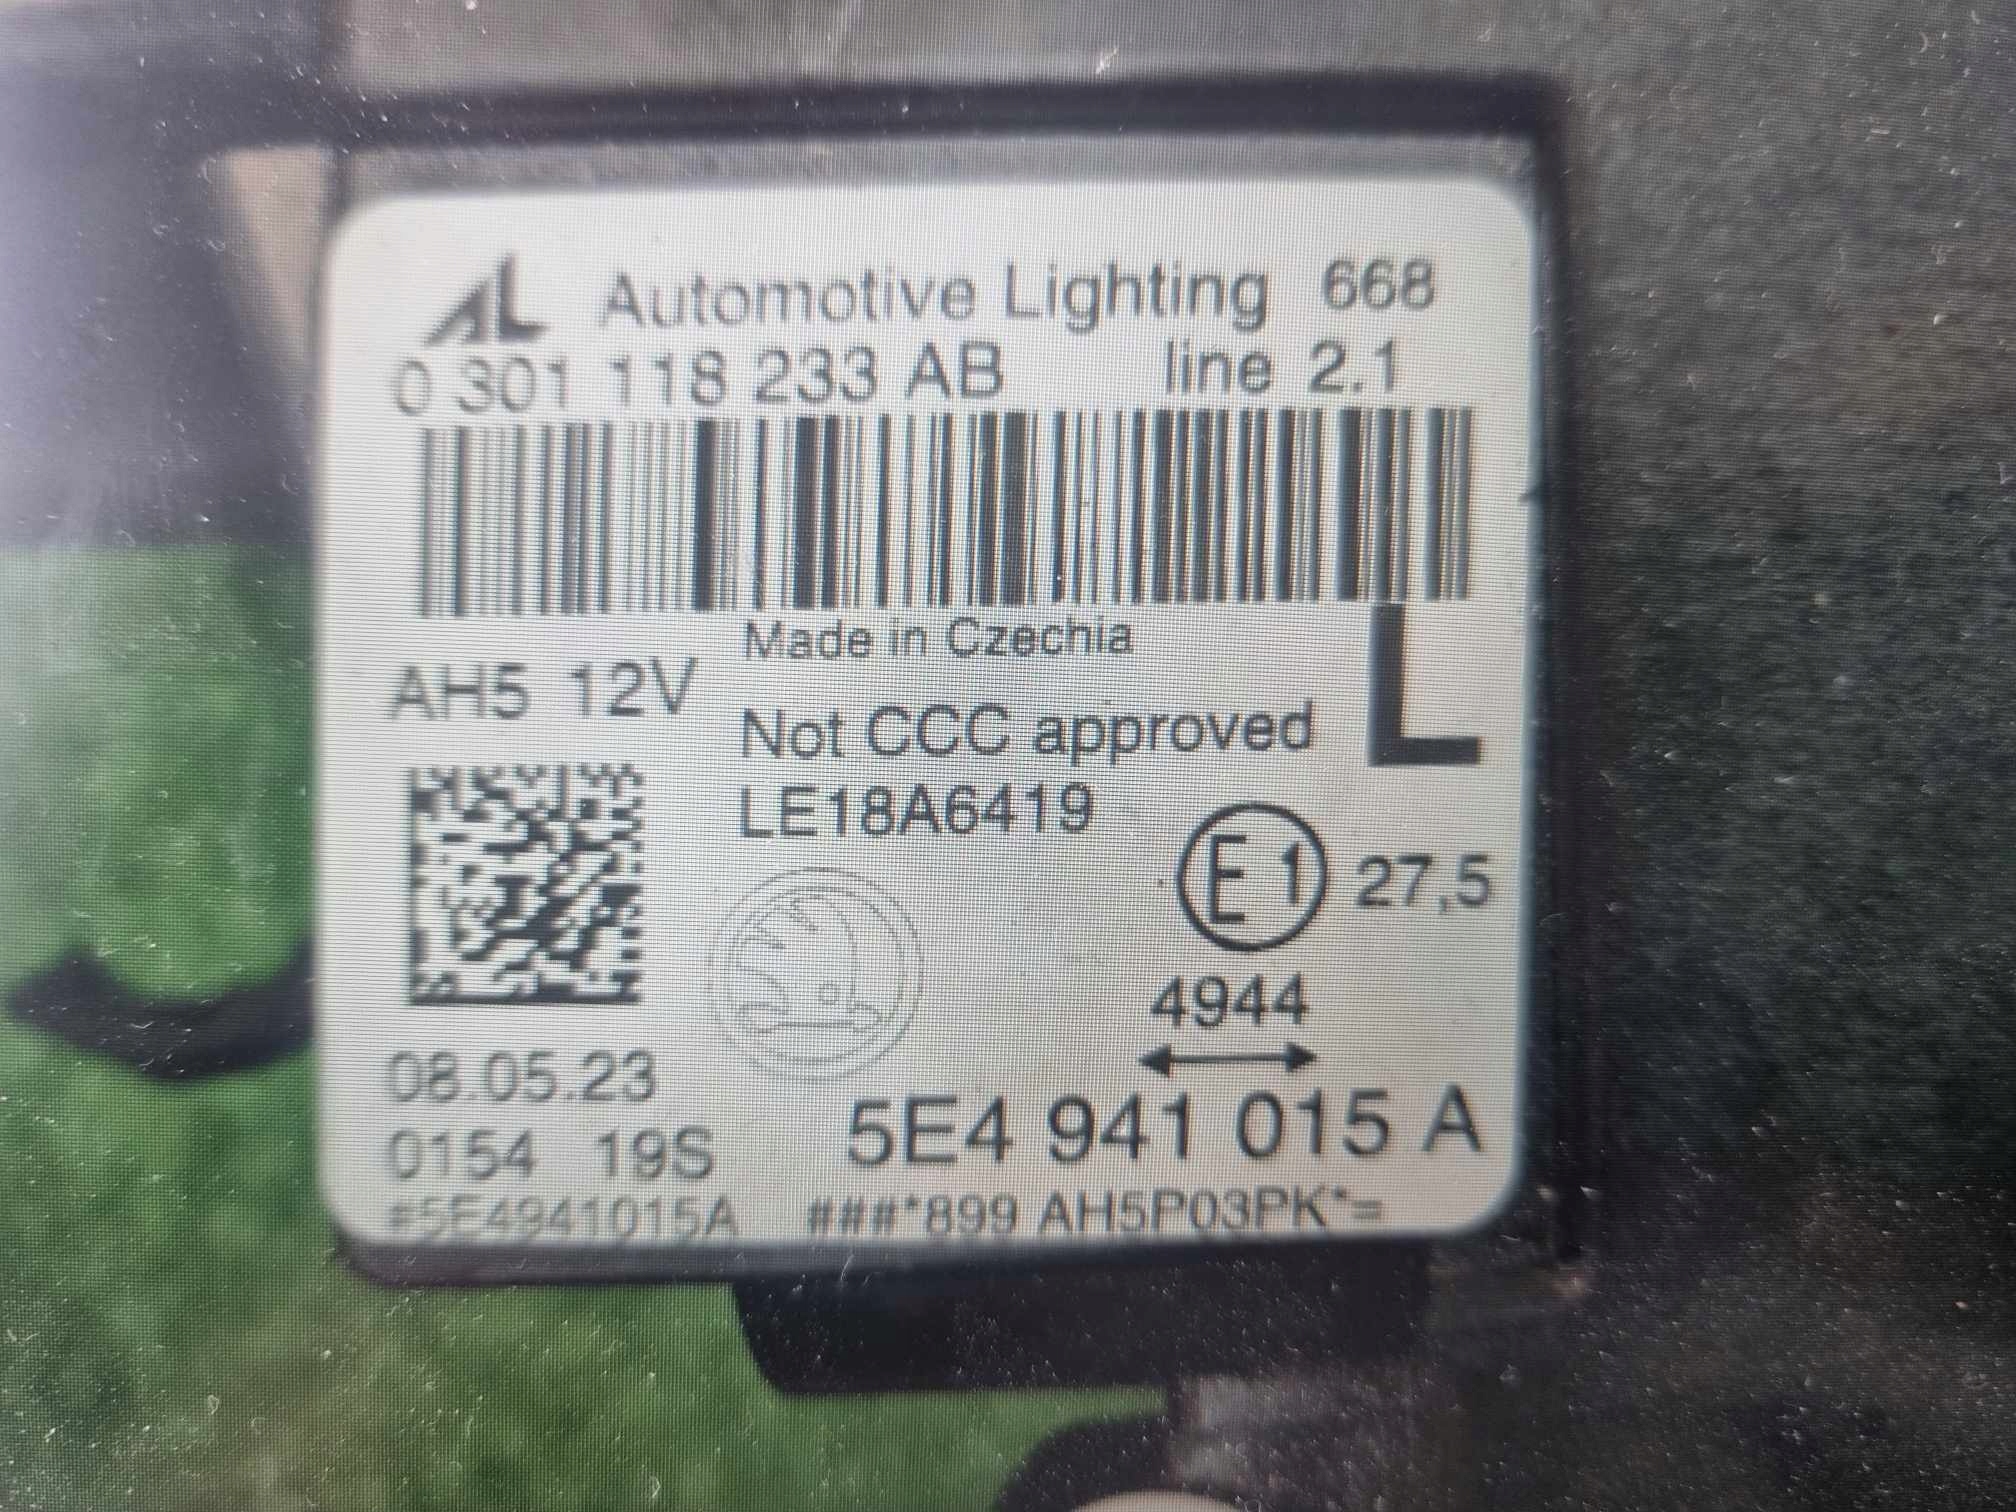 AL Automotive Lighting 668
0 301 118 233 AB line 2.1
Made in Czechia
AH5 12V
Not CCC approved
L
LE18A6419
E1 27,5
4944
08.05.23
5E4 941 015 A
0154 19S
#5E4941015A ###*899 AH5P03PK*=